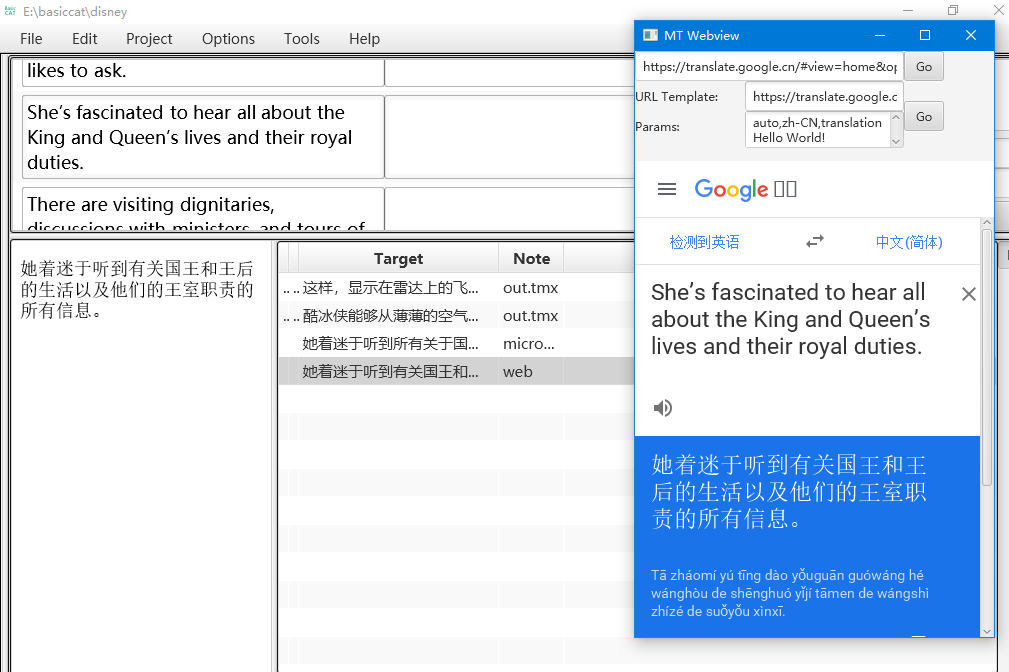 Basic
CAT
E:\basiccat\disney
File Edit Project Options Tools Help
likes to ask.
She's fascinated to hear all about the
King and Queen's lives and their royal
duties.
There are visiting dignitaries,
discussions with ministers and tours of
她着迷于听到有关国王和王后
的生活以及他们的王室职责的
所有信息。
Target Note
.. .. 这样，显示在雷达上的飞... out.tmx
.. .. 酷冰侠能够从薄薄的空气... out.tmx
她着迷于听到所有关于国... micro...
她着迷于听到有关国王和... web
MT Webview
https://translate.google.cn/#view=home&op Go
URL Template: https://translate.google.c
Params: auto,zh-CN,translation
Hello World!
Go
Google
检测到英语 中文(简体)
She's fascinated to hear all
about the King and Queen's
lives and their royal duties.
她着迷于听到有关国王和王
后的生活以及他们的王室职
责的所有信息。
Tā zháomí yú tīng dào yǒuguān guówáng hé
wánghòu de shēnghuó yǐjí tāmen de wángshì
zhízé de suǒyǒu xìnxī.